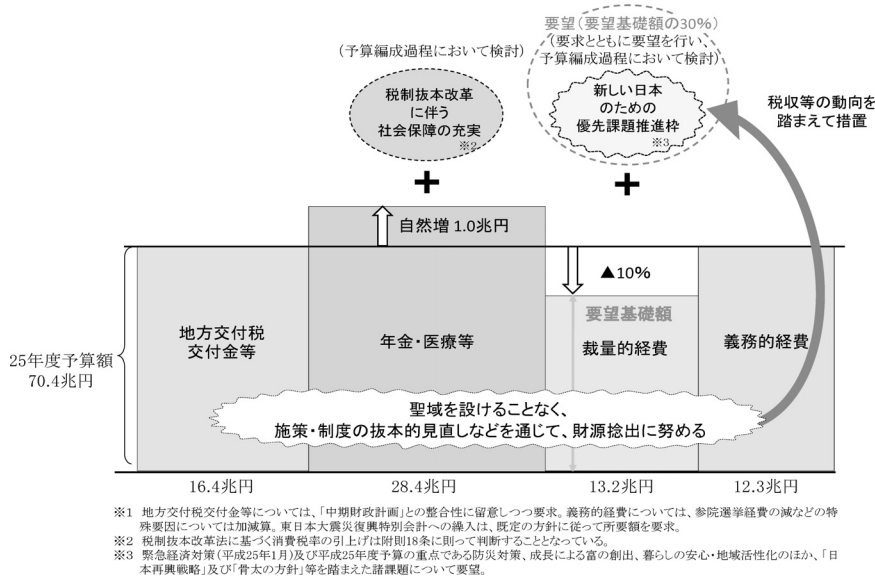 要望(要望基礎額の30%)
(要求とともに要望を行い、
予算編成過程において検討)
(予算編成過程において検討)
税制抜本改革
に伴う
社会保障の充実
※2
新しい日本
のための
優先課題推進枠
※3
税収等の動向を
踏まえて措置
+
+
自然増 1.0兆円
▲10%
要望基礎額
地方交付税
交付金等
年金・医療等
裁量的経費
義務的経費
25年度予算額
70.4兆円
聖域を設けることなく、
施策・制度の抜本的見直しなどを通じて、財源捻出に努める
16.4兆円
28.4兆円
13.2兆円
12.3兆円
※1 地方交付税交付金等については、「中期財政計画」との整合性に留意しつつ要求。義務的経費については、参院選挙経費の減などの特
殊要因については加減算。東日本大震災復興特別会計への繰入は、既定の方針に従って所要額を要求。
※2 税制抜本改革法に基づく消費税率の引上げは附則18条に則って判断することとなっている。
※3 緊急経済対策(平成25年1月)及び平成25年度予算の重点である防災対策、成長による富の創出、暮らしの安心・地域活性化のほか、「日
本再興戦略」及び「骨太の方針」等を踏まえた諸課題について要望。